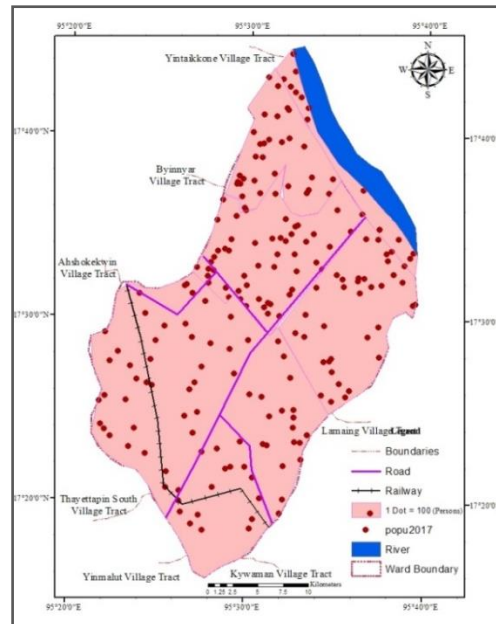 95°20'0"E
95°30'0"E
95°40'0"E
Yintaikkone Village Tract
N
W E
S
17°40'0"N
17°40'0"N
Byinnyar
Village Tract
Ahshokekwin
Village Tract
17°30'0"N
17°30'0"N
Lamaing Village Tract
Legend
Boundaries
Road
Railway
1 Dot = 100 (Persons)
popu2017
River
Ward Boundary
Thayettapin South
Village Tract
17°20'0"N
17°20'0"N
Yinmalut Village Tract
Kywaman Village Tract
Kilometers
0 1.25 2.5 5 7.5 10
95°20'0"E
95°30'0"E
95°40'0"E